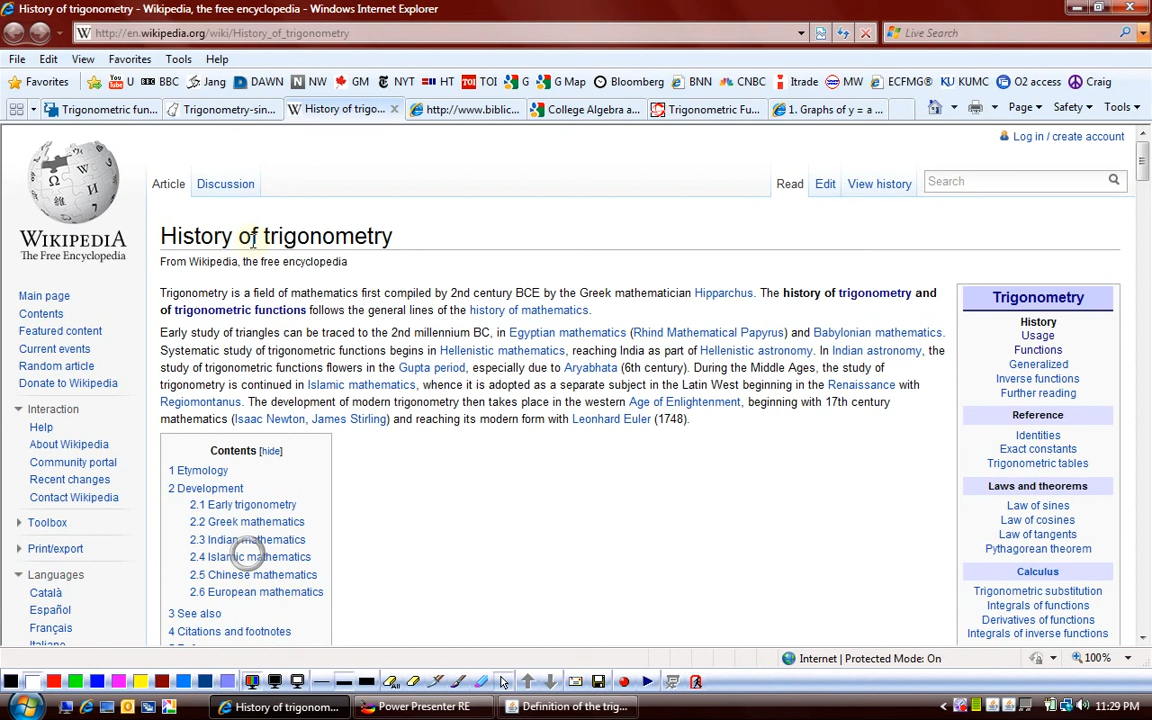 History of trigonometry - Wikipedia, the free encyclopedia - Windows Internet Explorer
http://en.wikipedia.org/wiki/History_of_trigonometry
Live Search
File Edit View Favorites Tools Help
Favorites YouTube U BBC Jang DAWN NW GM NYT HT TOI G G Map Bloomberg BNN CNBC Itrade MW ECFMG® KU KUMC O2 access Craig
Trigonometric fun... Trigonometry-sin... History of trigo... http://www.biblic... College Algebra a... Trigonometric Fu... 1. Graphs of y = a ... Page Safety Tools
Log in / create account
Article Discussion Read Edit View history Search
WIKIPEDIA
The Free Encyclopedia
Main page
Contents
Featured content
Current events
Random article
Donate to Wikipedia
Interaction
Help
About Wikipedia
Community portal
Recent changes
Contact Wikipedia
Toolbox
Print/export
Languages
Català
Español
Français
Italiano
History of trigonometry
From Wikipedia, the free encyclopedia
Trigonometry is a field of mathematics first compiled by 2nd century BCE by the Greek mathematician Hipparchus. The history of trigonometry and
of trigonometric functions follows the general lines of the history of mathematics.
Early study of triangles can be traced to the 2nd millennium BC, in Egyptian mathematics (Rhind Mathematical Papyrus) and Babylonian mathematics.
Systematic study of trigonometric functions begins in Hellenistic mathematics, reaching India as part of Hellenistic astronomy. In Indian astronomy, the
study of trigonometric functions flowers in the Gupta period, especially due to Aryabhata (6th century). During the Middle Ages, the study of
trigonometry is continued in Islamic mathematics, whence it is adopted as a separate subject in the Latin West beginning in the Renaissance with
Regiomontanus. The development of modern trigonometry then takes place in the western Age of Enlightenment, beginning with 17th century
mathematics (Isaac Newton, James Stirling) and reaching its modern form with Leonhard Euler (1748).
Contents [hide]
1 Etymology
2 Development
2.1 Early trigonometry
2.2 Greek mathematics
2.3 Indian mathematics
2.4 Islamic mathematics
2.5 Chinese mathematics
2.6 European mathematics
3 See also
4 Citations and footnotes
Trigonometry
History
Usage
Functions
Generalized
Inverse functions
Further reading
Reference
Identities
Exact constants
Trigonometric tables
Laws and theorems
Law of sines
Law of cosines
Law of tangents
Pythagorean theorem
Calculus
Trigonometric substitution
Integrals of functions
Derivatives of functions
Integrals of inverse functions
Internet | Protected Mode: On 100%
History of trigonom... Power Presenter RE Definition of the trig... 11:29 PM